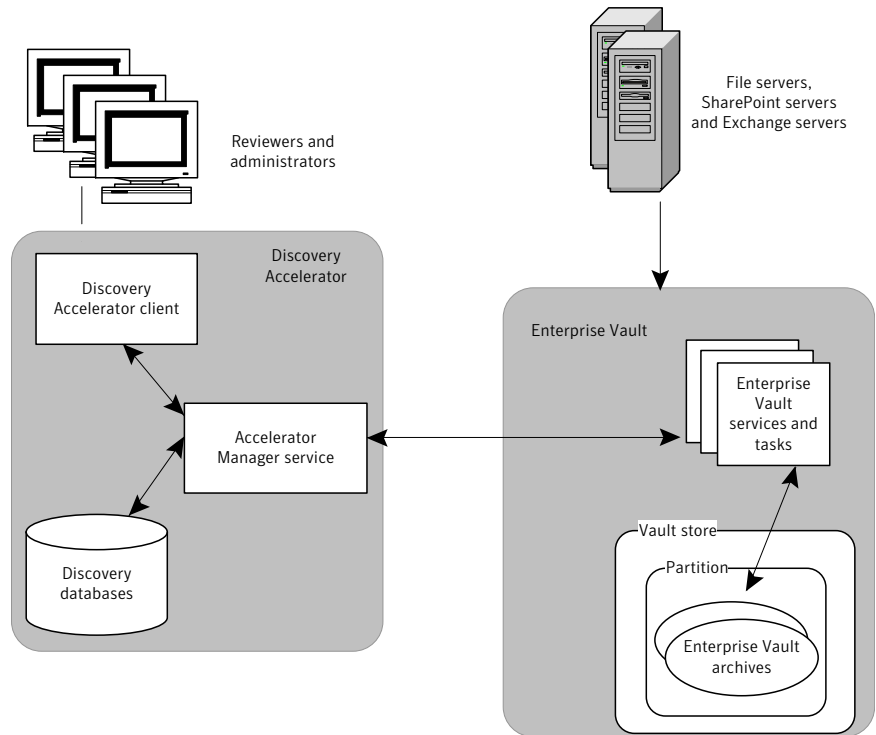 Reviewers and
administrators
File servers,
SharePoint servers
and Exchange servers
Discovery
Accelerator
Discovery
Accelerator client
Accelerator
Manager service
Discovery
databases
Enterprise Vault
Enterprise
Vault
services and
tasks
Vault store
Partition
Enterprise Vault
archives